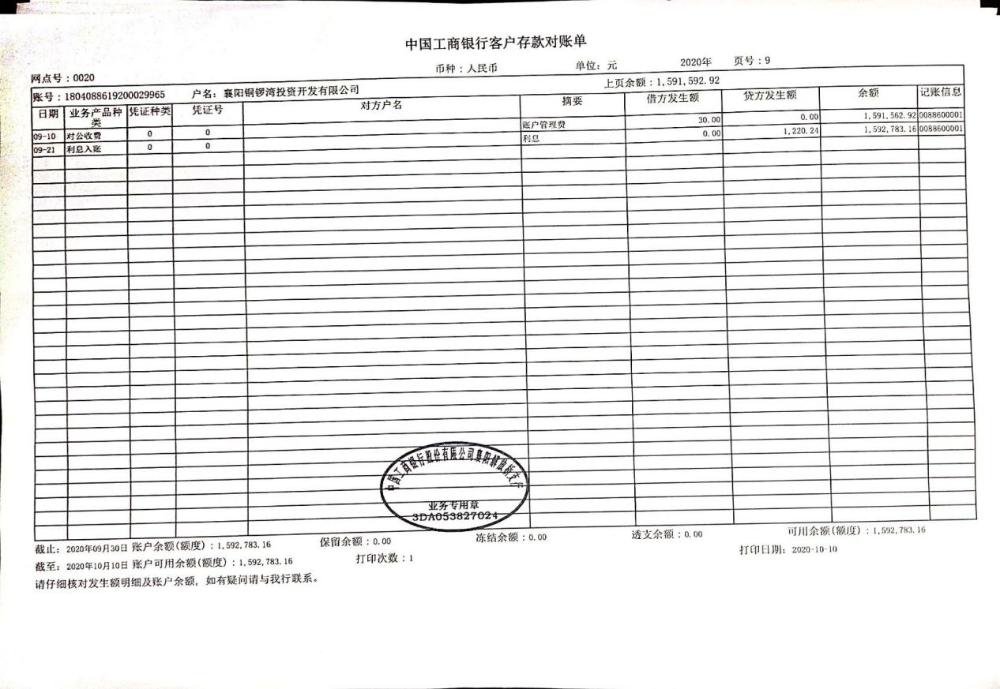 中国工商银行客户存款对账单
币种：人民币 单位：元 2020年 页号：9
网点号：0020
账号：1804088619200029965 户名：襄阳铜锣湾投资开发有限公司 上页余额：1,591,592.92
日期 业务产品种类 凭证种类 凭证号 对方户名 摘要 借方发生额 贷方发生额 余额 记账信息
09-10 对公收费 0 0 账户管理费 30.00 0.00 1,591,562.92 0088600001
09-21 利息入账 0 0 利息 0.00 1,220.24 1,592,783.16 0088600001
中国工商银行股份有限公司襄阳解放桥支行
业务专用章
3DA053827024
截止：2020年09月30日 账户余额(额度)：1,592,783.16 保留余额：0.00 冻结余额：0.00 透支余额：0.00 可用余额(额度)：1,592,783.16
截至：2020年10月10日 账户可用余额(额度)：1,592,783.16 打印次数：1 打印日期：2020-10-10
请仔细核对发生额明细及账户余额，如有疑问请与我行联系。